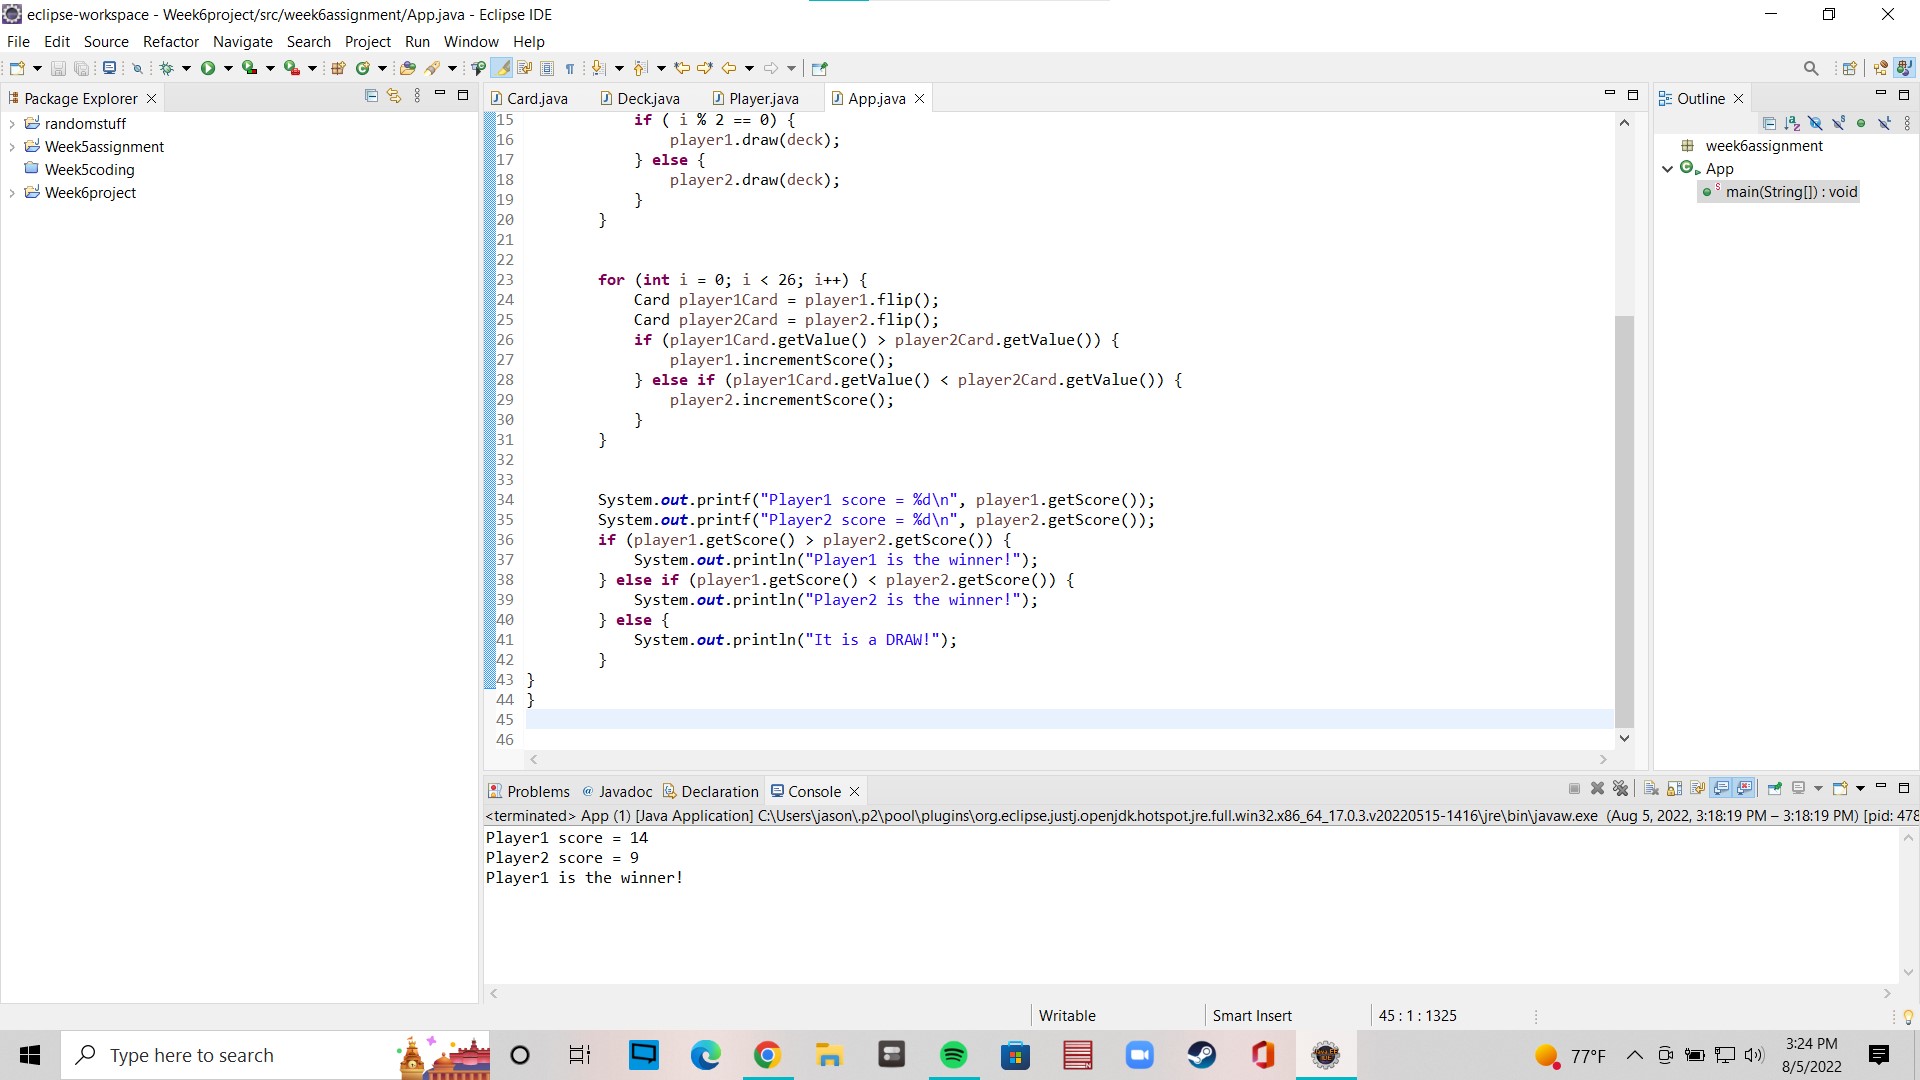 eclipse-workspace - Week6project/src/week6assignment/App.java - Eclipse IDE
File Edit Source Refactor Navigate Search Project Run Window Help
Package Explorer
randomstuff
Week5assignment
Week5coding
Week6project
Card.java Deck.java Player.java App.java
15 if ( i % 2 == 0) {
16 player1.draw(deck);
17 } else {
18 player2.draw(deck);
19 }
20 }
21
22
23 for (int i = 0; i < 26; i++) {
24 Card player1Card = player1.flip();
25 Card player2Card = player2.flip();
26 if (player1Card.getValue() > player2Card.getValue()) {
27 player1.incrementScore();
28 } else if (player1Card.getValue() < player2Card.getValue()) {
29 player2.incrementScore();
30 }
31 }
32
33
34 System.out.printf("Player1 score = %d\n", player1.getScore());
35 System.out.printf("Player2 score = %d\n", player2.getScore());
36 if (player1.getScore() > player2.getScore()) {
37 System.out.println("Player1 is the winner!");
38 } else if (player1.getScore() < player2.getScore()) {
39 System.out.println("Player2 is the winner!");
40 } else {
41 System.out.println("It is a DRAW!");
42 }
43 }
44 }
45
46
Outline
week6assignment
App
main(String[]) : void
Problems @ Javadoc Declaration Console
<terminated> App (1) [Java Application] C:\Users\jason\.p2\pool\plugins\org.eclipse.justj.openjdk.hotspot.jre.full.win32.x86_64_17.0.3.v20220515-1416\jre\bin\javaw.exe (Aug 5, 2022, 3:18:19 PM – 3:18:19 PM) [pid: 478
Player1 score = 14
Player2 score = 9
Player1 is the winner!
Writable Smart Insert 45 : 1 : 1325
Type here to search
77°F
3:24 PM
8/5/2022